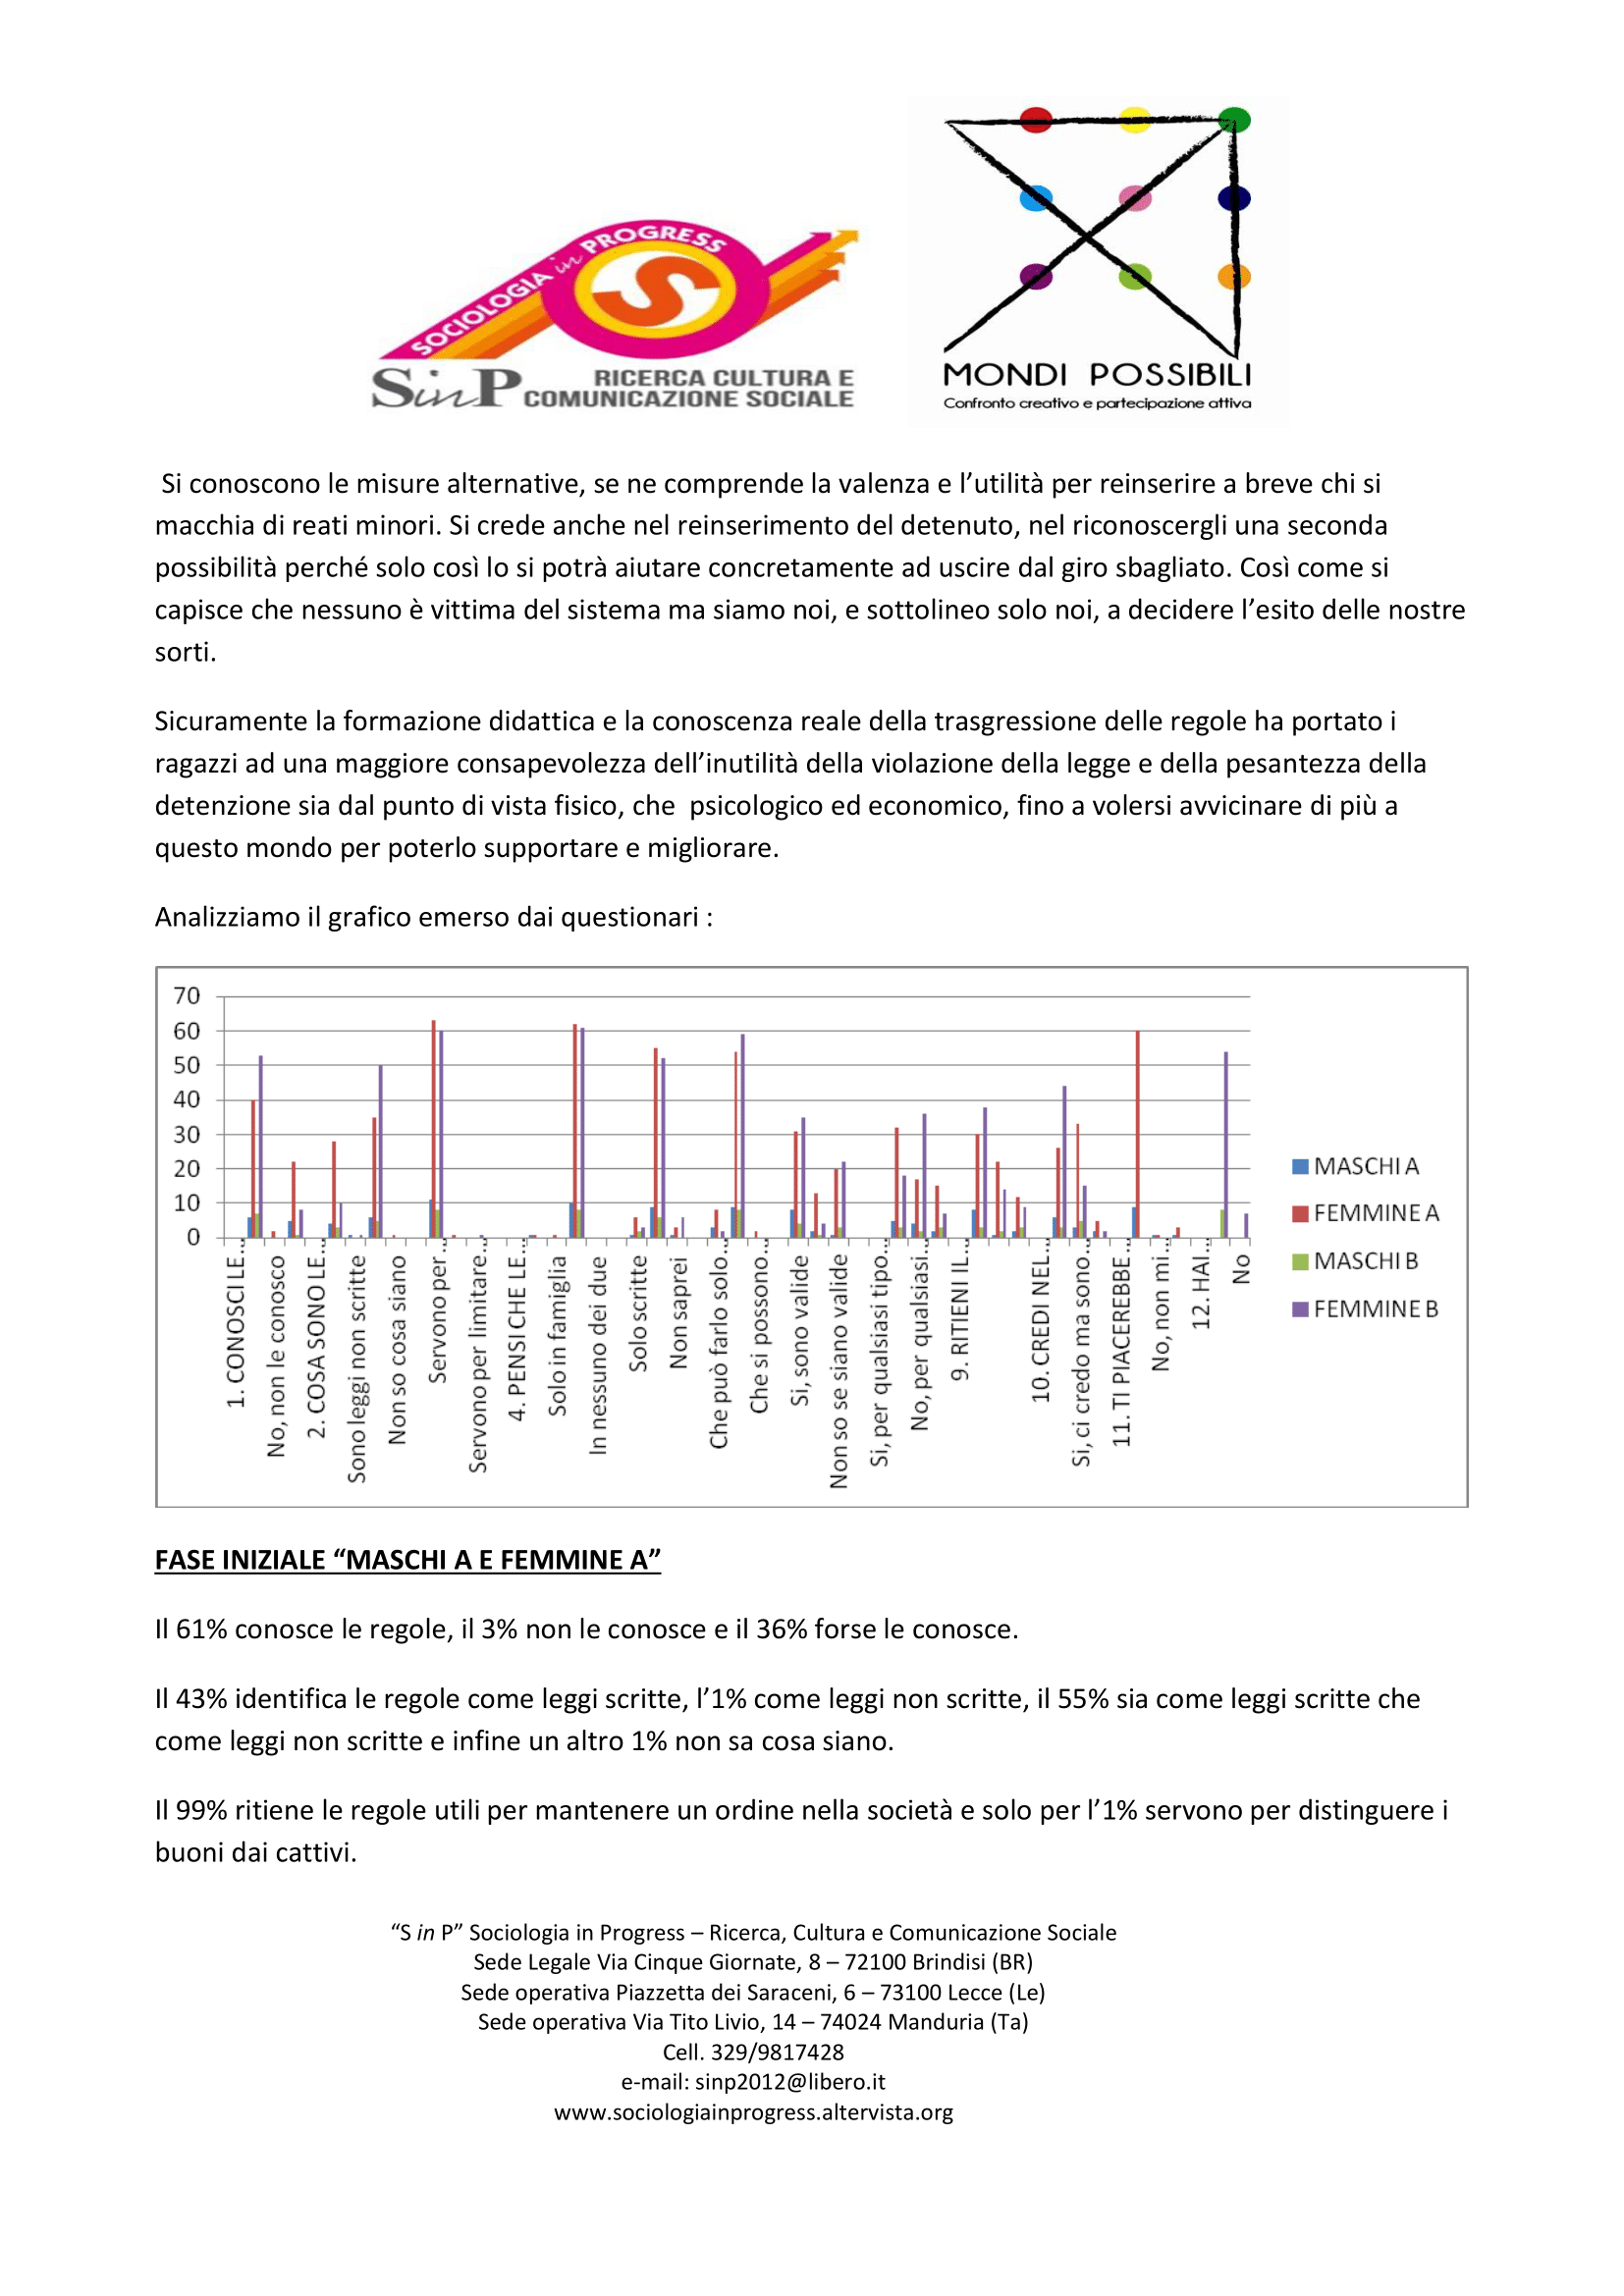 SOCIOLOGIA in PROGRESS
SinP RICERCA CULTURA E
COMUNICAZIONE SOCIALE
MONDI POSSIBILI
Confronto creativo e partecipazione attiva
Si conoscono le misure alternative, se ne comprende la valenza e l’utilità per reinserire a breve chi si
macchia di reati minori. Si crede anche nel reinserimento del detenuto, nel riconoscergli una seconda
possibilità perché solo così lo si potrà aiutare concretamente ad uscire dal giro sbagliato. Così come si
capisce che nessuno è vittima del sistema ma siamo noi, e sottolineo solo noi, a decidere l’esito delle nostre
sorti.
Sicuramente la formazione didattica e la conoscenza reale della trasgressione delle regole ha portato i
ragazzi ad una maggiore consapevolezza dell’inutilità della violazione della legge e della pesantezza della
detenzione sia dal punto di vista fisico, che  psicologico ed economico, fino a volersi avvicinare di più a
questo mondo per poterlo supportare e migliorare.
Analizziamo il grafico emerso dai questionari :
70
60
50
40
30
20
10
0
1. CONOSCI LE...
No, non le conosco
2. COSA SONO LE...
Sono leggi non scritte
Non so cosa siano
Servono per...
Servono per limitare...
4. PENSI CHE LE...
Solo in famiglia
In nessuno dei due
Solo scritte
Non saprei
Che può farlo solo...
Che si possono...
Si, sono valide
Non so se siano valide
Si, per qualsiasi tipo...
No, per qualsiasi...
9. RITIENI IL...
10. CREDI NEL...
Si, ci credo ma sono...
11. TI PIACEREBBE...
No, non mi...
12. HAI...
No
MASCHI A
FEMMINE A
MASCHI B
FEMMINE B
FASE INIZIALE “MASCHI A E FEMMINE A”
Il 61% conosce le regole, il 3% non le conosce e il 36% forse le conosce.
Il 43% identifica le regole come leggi scritte, l’1% come leggi non scritte, il 55% sia come leggi scritte che
come leggi non scritte e infine un altro 1% non sa cosa siano.
Il 99% ritiene le regole utili per mantenere un ordine nella società e solo per l’1% servono per distinguere i
buoni dai cattivi.
“S in P” Sociologia in Progress – Ricerca, Cultura e Comunicazione Sociale
Sede Legale Via Cinque Giornate, 8 – 72100 Brindisi (BR)
Sede operativa Piazzetta dei Saraceni, 6 – 73100 Lecce (Le)
Sede operativa Via Tito Livio, 14 – 74024 Manduria (Ta)
Cell. 329/9817428
e-mail: sinp2012@libero.it
www.sociologiainprogress.altervista.org